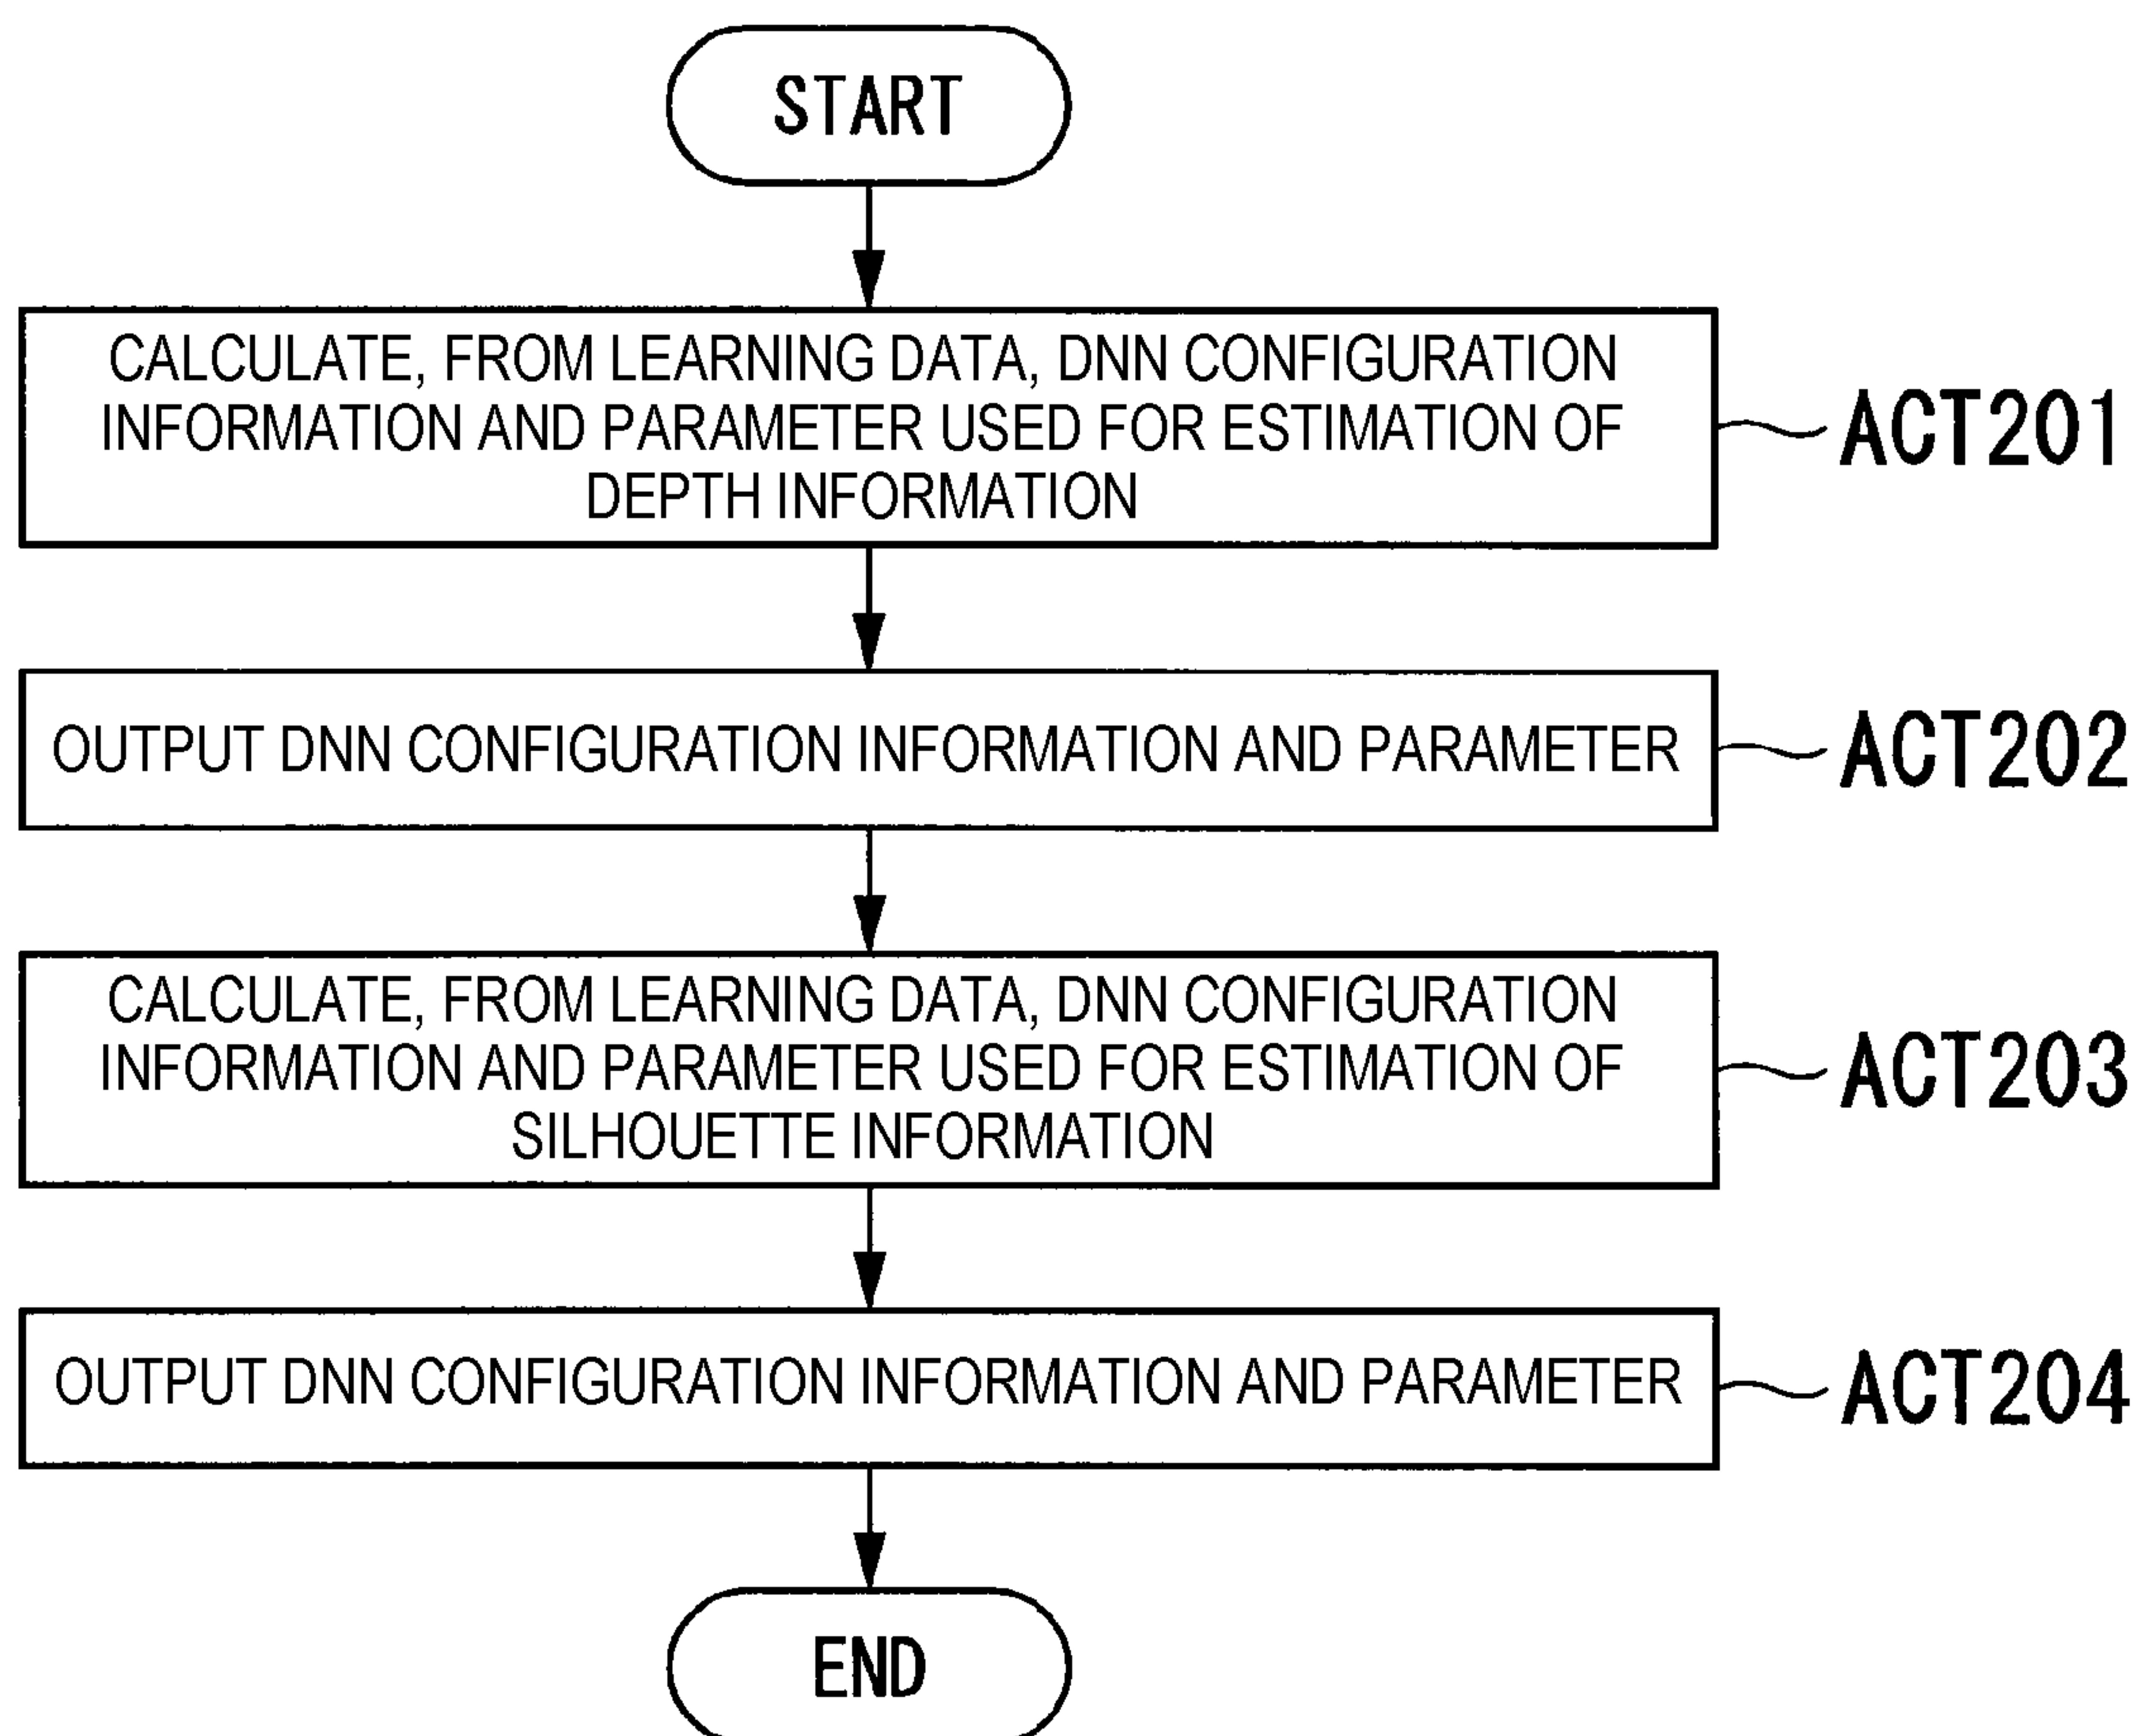 START
CALCULATE, FROM LEARNING DATA, DNN CONFIGURATION
INFORMATION AND PARAMETER USED FOR ESTIMATION OF
DEPTH INFORMATION
ACT201
OUTPUT DNN CONFIGURATION INFORMATION AND PARAMETER
ACT202
CALCULATE, FROM LEARNING DATA, DNN CONFIGURATION
INFORMATION AND PARAMETER USED FOR ESTIMATION OF
SILHOUETTE INFORMATION
ACT203
OUTPUT DNN CONFIGURATION INFORMATION AND PARAMETER
ACT204
END